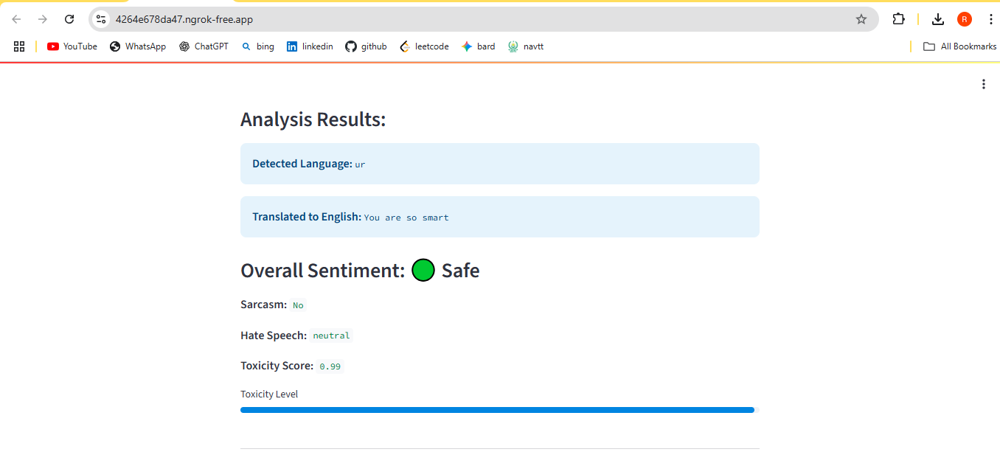 4264e678da47.ngrok-free.app
R
YouTube WhatsApp ChatGPT bing linkedin github leetcode bard navtt All Bookmarks
Analysis Results:
Detected Language: ur
Translated to English: You are so smart
Overall Sentiment: Safe
Sarcasm: No
Hate Speech: neutral
Toxicity Score: 0.99
Toxicity Level